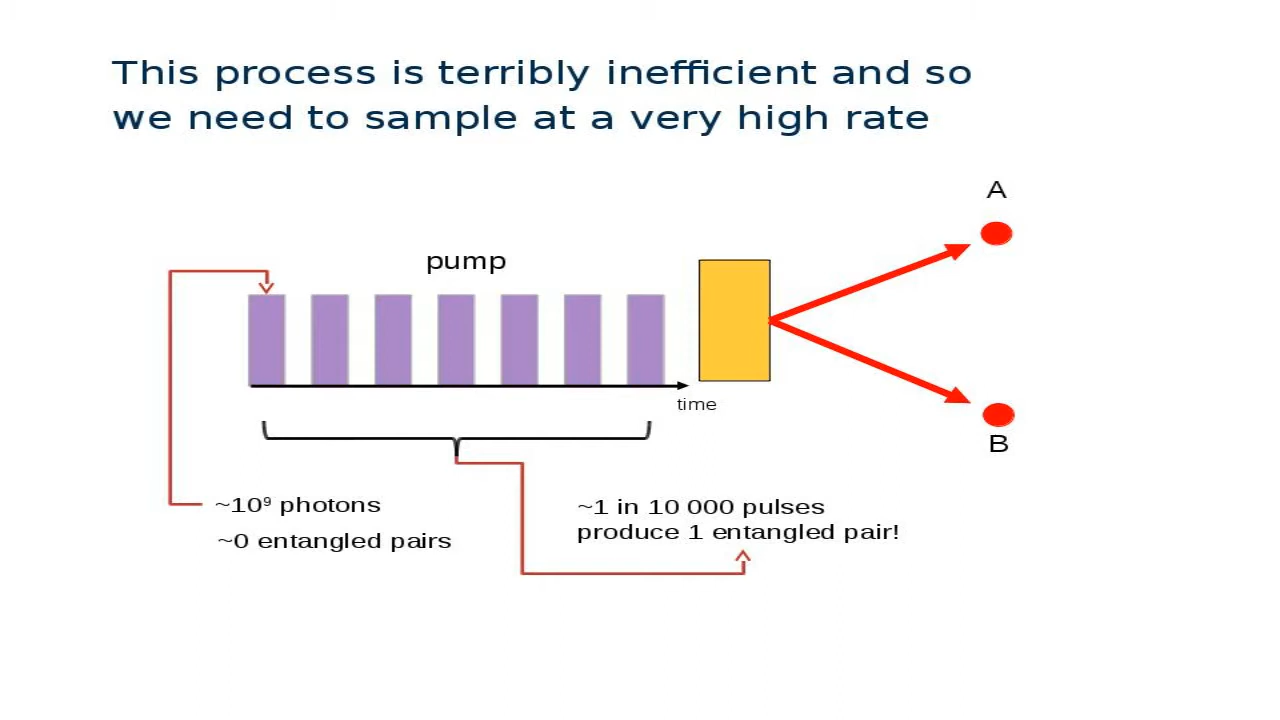 This process is terribly inefficient and so
we need to sample at a very high rate
A
pump
time
B
~10⁹ photons
~0 entangled pairs
~1 in 10 000 pulses
produce 1 entangled pair!